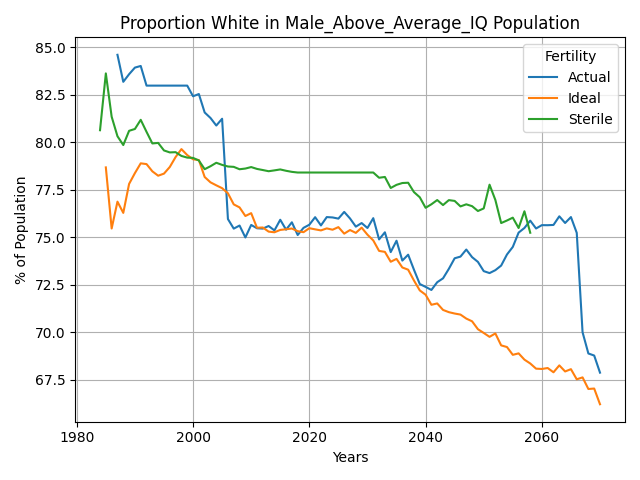 Proportion White in Male_Above_Average_IQ Population
85.0
82.5
80.0
77.5
75.0
72.5
70.0
67.5
% of Population
Fertility
Actual
Ideal
Sterile
1980
2000
2020
2040
2060
Years